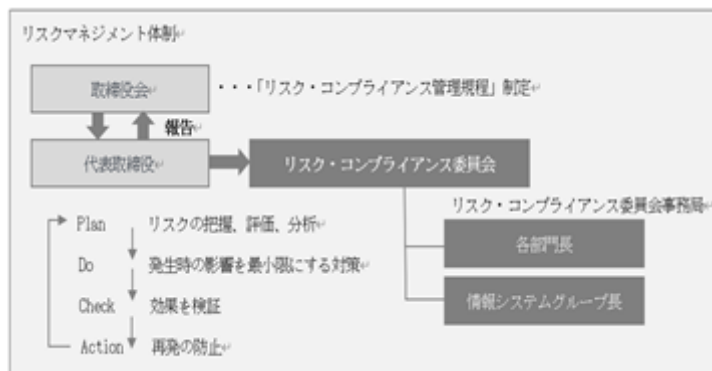 リスクマネジメント体制
取締役会
・・・「リスク・コンプライアンス管理規程」制定
報告
代表取締役
リスク・コンプライアンス委員会
リスク・コンプライアンス委員会事務局
Plan リスクの把握、評価、分析
各部門長
Do 発生時の影響を最小限にする対策
Check 効果を検証
情報システムグループ長
Action 再発の防止